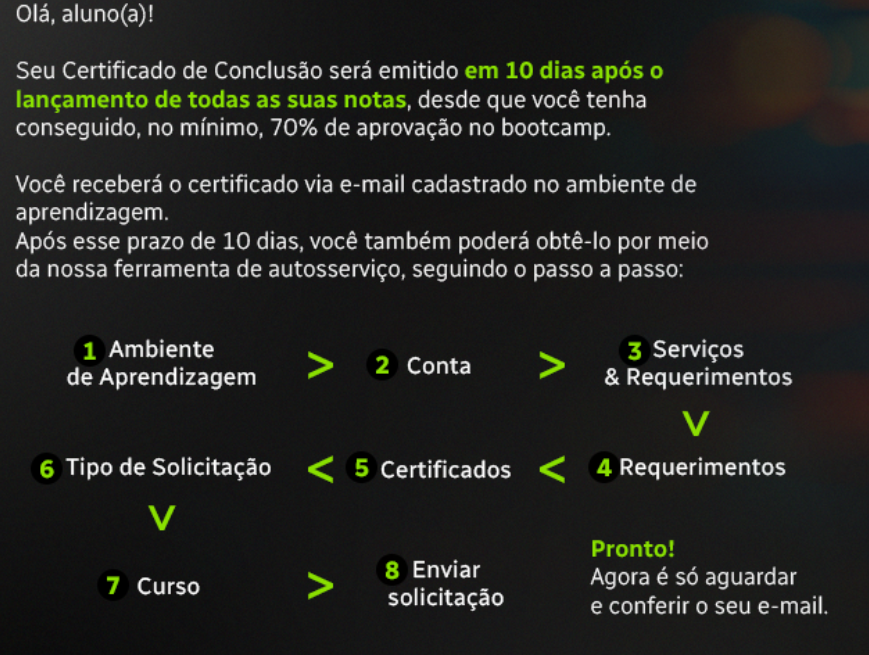 Olá, aluno(a)!
Seu Certificado de Conclusão será emitido em 10 dias após o
lançamento de todas as suas notas, desde que você tenha
conseguido, no mínimo, 70% de aprovação no bootcamp.
Você receberá o certificado via e-mail cadastrado no ambiente de
aprendizagem.
Após esse prazo de 10 dias, você também poderá obtê-lo por meio
da nossa ferramenta de autosserviço, seguindo o passo a passo:
1 Ambiente
de Aprendizagem
>
2 Conta
>
3 Serviços
& Requerimentos
>
4 Requerimentos
<
5 Certificados
<
6 Tipo de Solicitação
>
7 Curso
>
8 Enviar
solicitação
Pronto!
Agora é só aguardar
e conferir o seu e-mail.